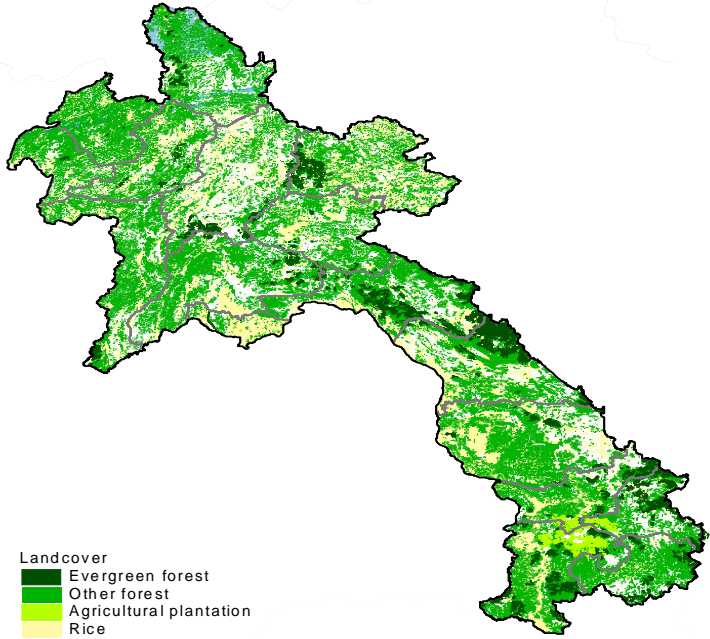 Landcover
Evergreen forest
Other forest
Agricultural plantation
Rice